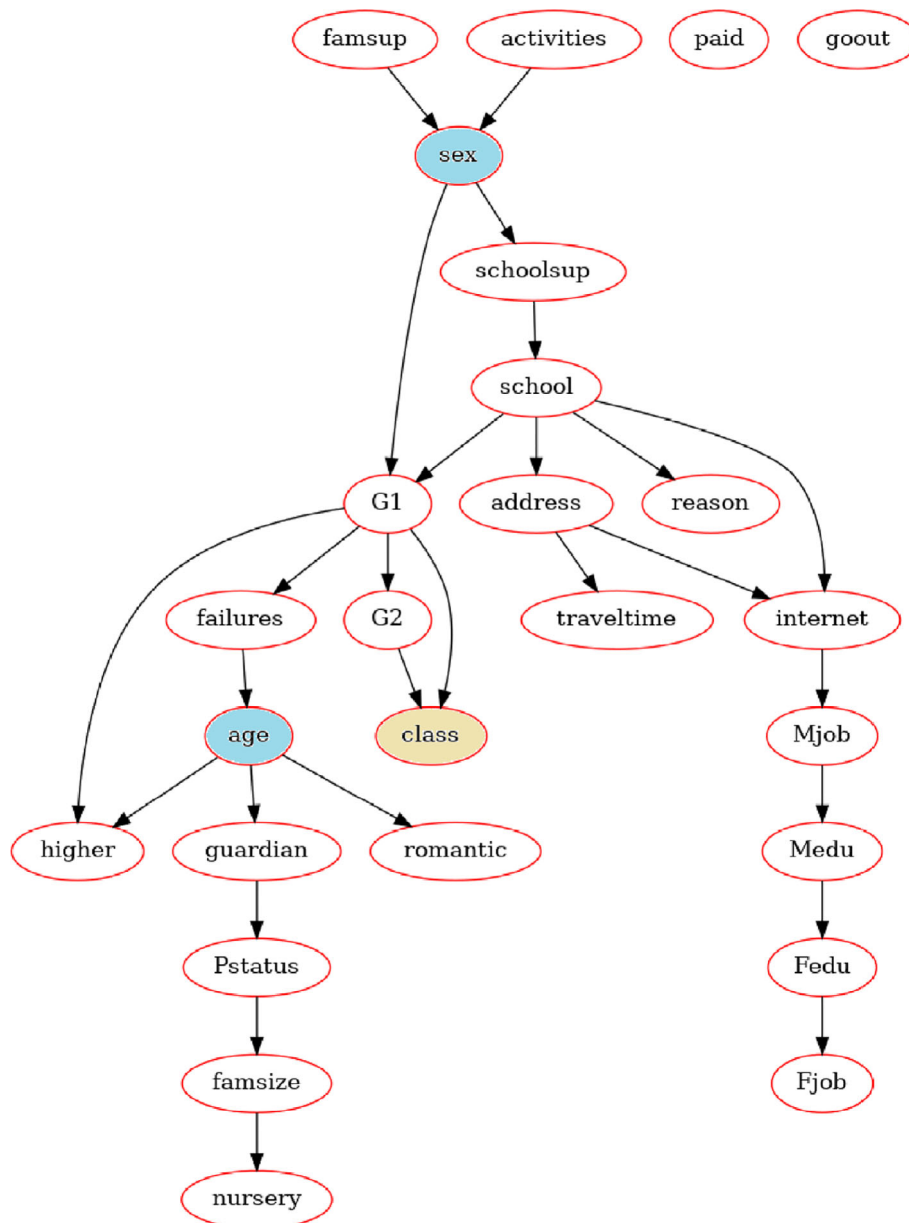 famsup
activities
paid
goout
sex
schoolsup
school
G1
address
reason
failures
G2
traveltime
internet
age
class
Mjob
higher
guardian
romantic
Medu
Pstatus
Fedu
famsize
Fjob
nursery